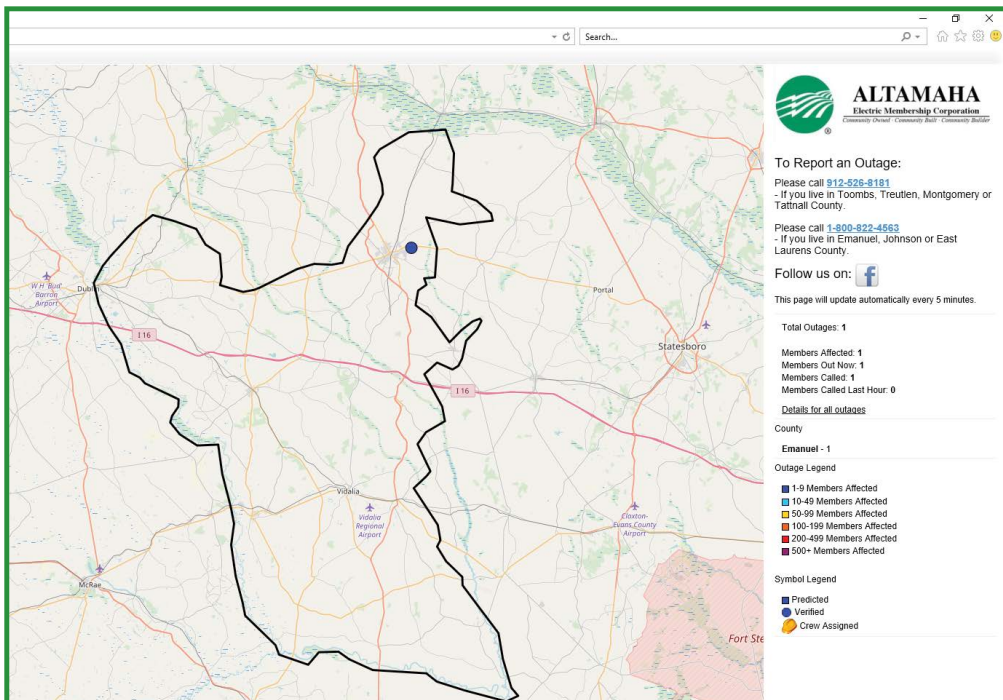 Search...
ALTAMAHA
Electric Membership Corporation
Community Owned · Community Built · Community Builder
®
To Report an Outage:
Please call 912-526-8181
- If you live in Toombs, Treutlen, Montgomery or
Tattnall County.
Please call 1-800-822-4563
- If you live in Emanuel, Johnson or East
Laurens County.
Follow us on: f
This page will update automatically every 5 minutes.
Total Outages: 1
Members Affected: 1
Members Out Now: 1
Members Called: 1
Members Called Last Hour: 0
Details for all outages
County
Emanuel - 1
Outage Legend
1-9 Members Affected
10-49 Members Affected
50-99 Members Affected
100-199 Members Affected
200-499 Members Affected
500+ Members Affected
Symbol Legend
Predicted
Verified
Crew Assigned
W H 'Bud'
Barron
Airport
Dublin
I 16
Portal
Statesboro
I 16
Vidalia
Vidalia
Regional
Airport
Claxton-
Evans County
Airport
McRae
Fort Ste